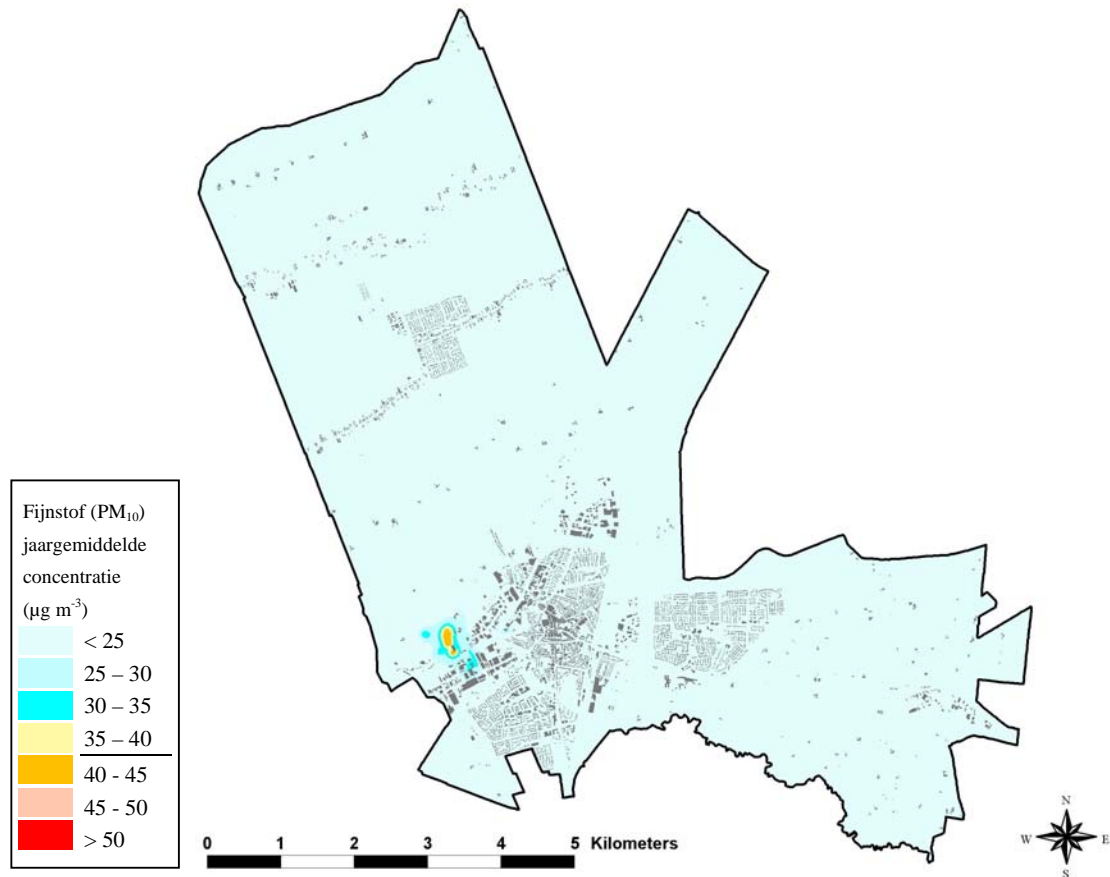 Fijnstof (PM₁₀)
jaargemiddelde
concentratie
(µg m⁻³)
< 25
25 – 30
30 – 35
35 – 40
40 - 45
45 - 50
> 50
0 1 2 3 4 5 Kilometers
N
W E
S